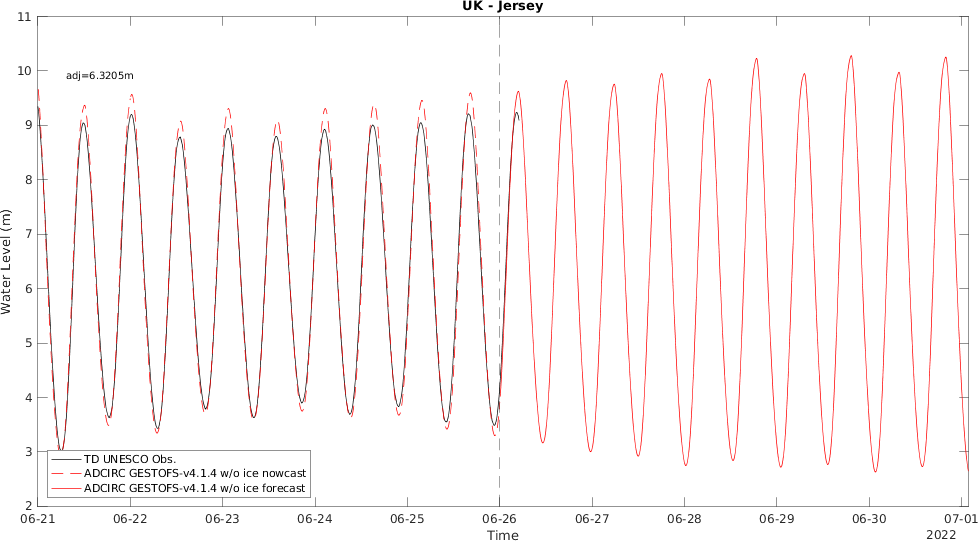 UK - Jersey
11
10
9
8
7
6
5
4
3
2
Water Level (m)
adj=6.3205m
TD UNESCO Obs.
ADCIRC GESTOFS-v4.1.4 w/o ice nowcast
ADCIRC GESTOFS-v4.1.4 w/o ice forecast
06-21 06-22 06-23 06-24 06-25 06-26 06-27 06-28 06-29 06-30 07-01
Time
2022